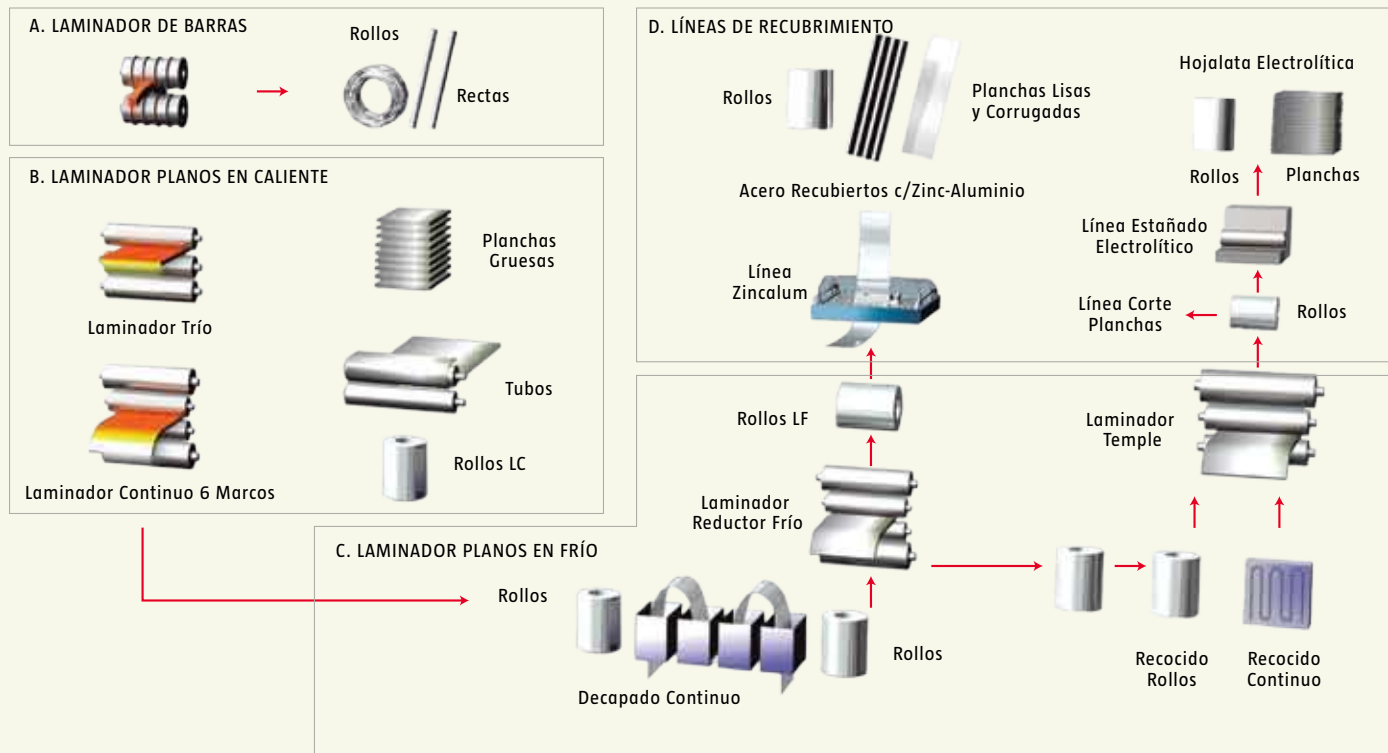 A. LAMINADOR DE BARRAS
Rollos
Rectas
B. LAMINADOR PLANOS EN CALIENTE
Laminador Trío
Planchas
Gruesas
Tubos
Laminador Continuo 6 Marcos
Rollos LC
C. LAMINADOR PLANOS EN FRÍO
Rollos
Decapado Continuo
Rollos
Laminador
Reductor Frío
Rollos LF
Recocido
Rollos
Recocido
Continuo
Laminador
Temple
D. LÍNEAS DE RECUBRIMIENTO
Rollos
Planchas Lisas
y Corrugadas
Acero Recubiertos c/Zinc-Aluminio
Línea
Zincalum
Hojalata Electrolítica
Rollos
Planchas
Línea Estañado
Electrolítico
Línea Corte
Planchas
Rollos